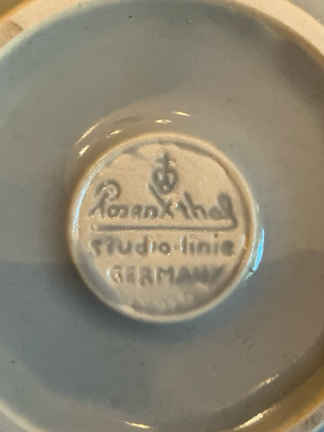 Rosenthal
studio-linie
GERMANY